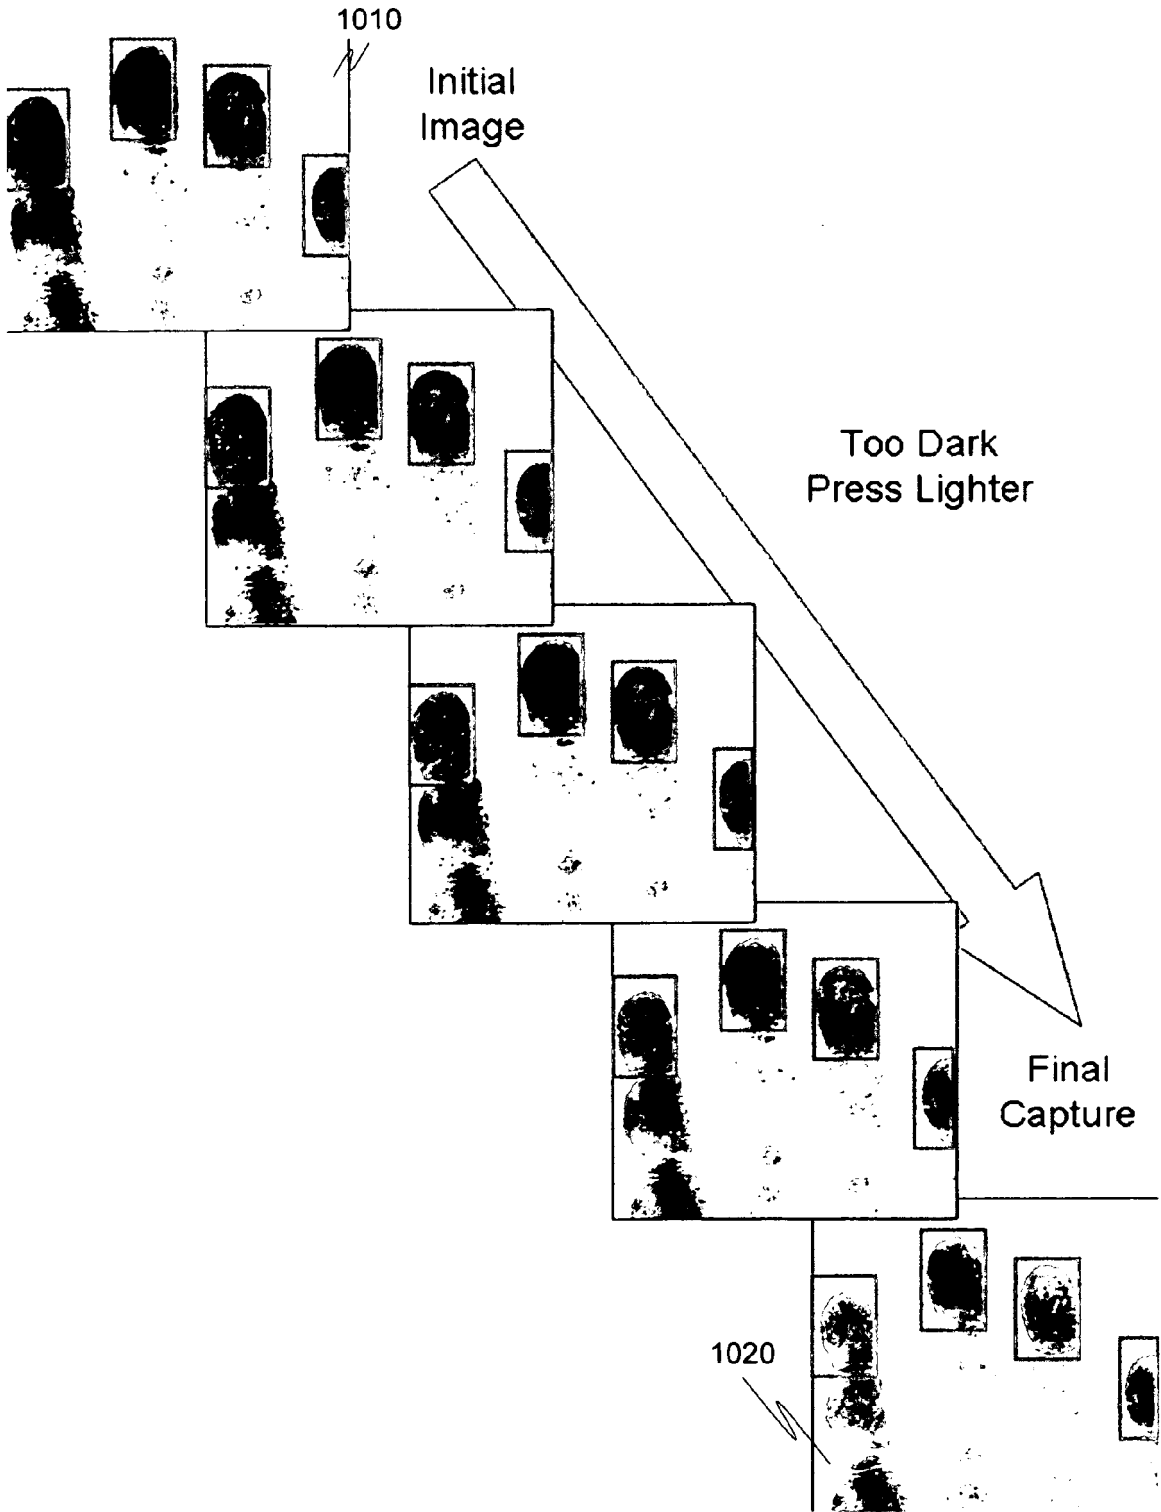 1010
Initial
Image
Too Dark
Press Lighter
Final
Capture
1020